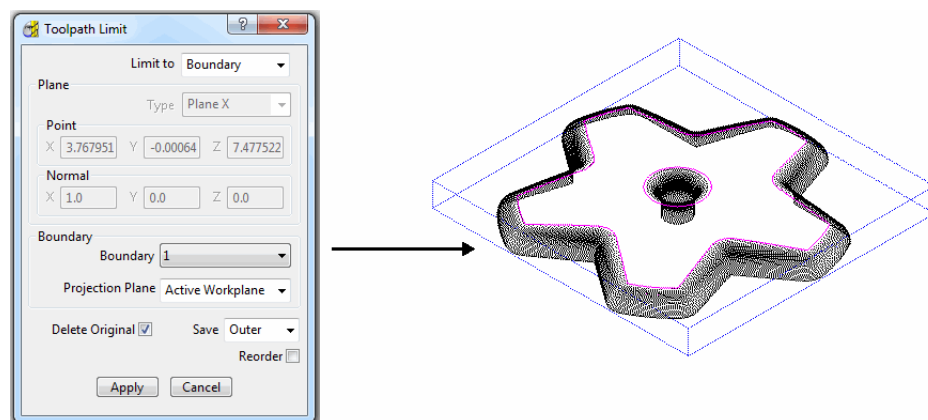 Toolpath Limit
Limit to Boundary
Plane
Type Plane X
Point
X 3.767951 Y -0.00064 Z 7.477522
Normal
X 1.0 Y 0.0 Z 0.0
Boundary
Boundary 1
Projection Plane Active Workplane
Delete Original Save Outer
Reorder
Apply Cancel